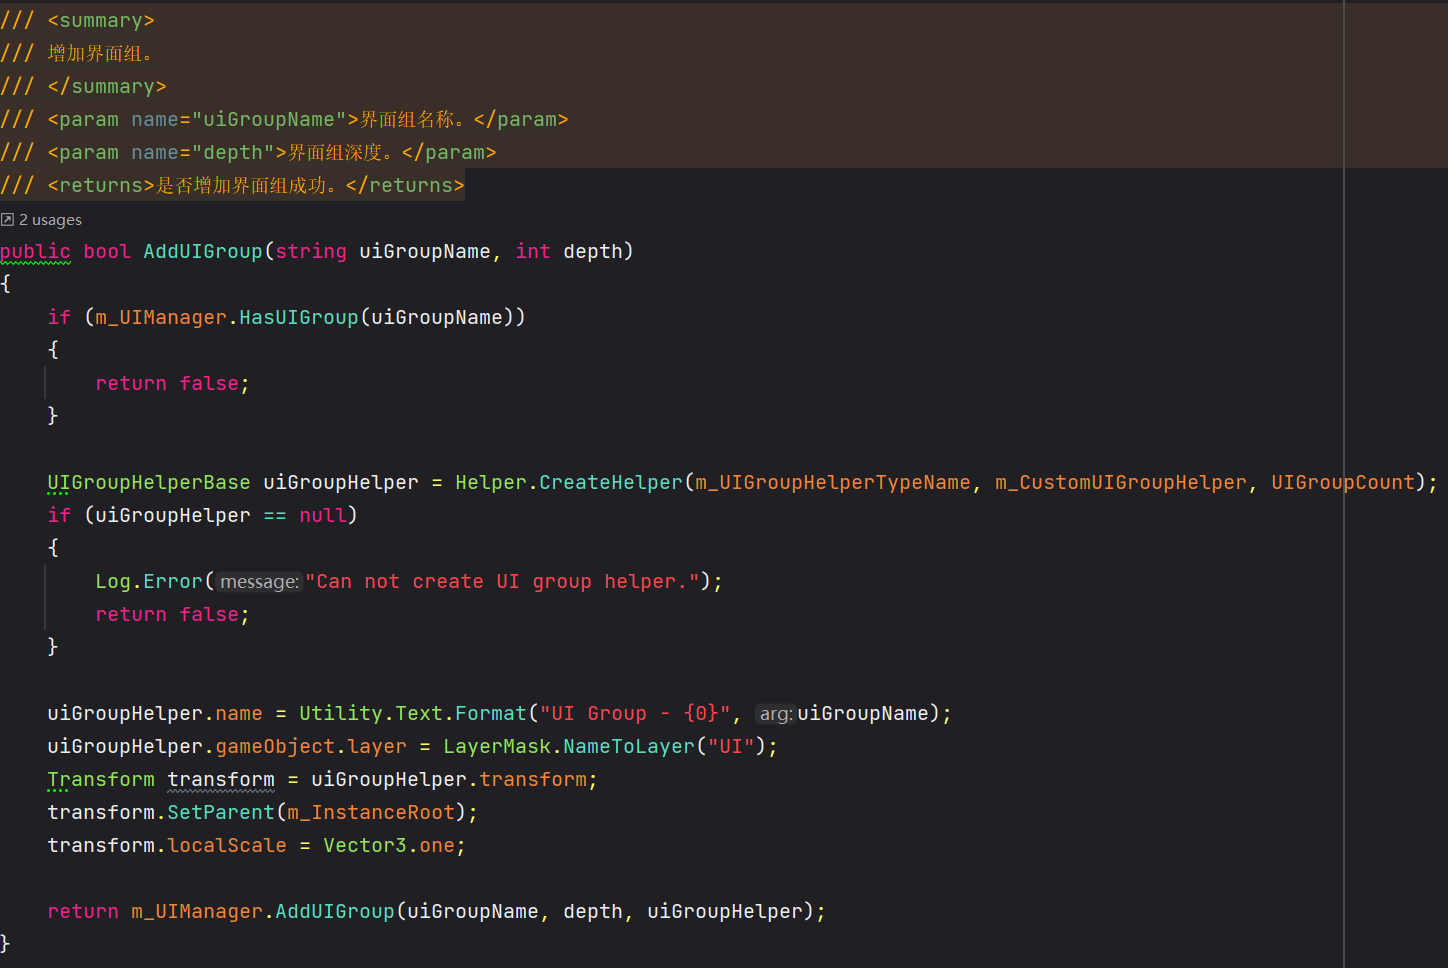 /// <summary>
/// 增加界面组。
/// </summary>
/// <param name="uiGroupName">界面组名称。</param>
/// <param name="depth">界面组深度。</param>
/// <returns>是否增加界面组成功。</returns>
2 usages
public bool AddUIGroup(string uiGroupName, int depth)
{
    if (m_UIManager.HasUIGroup(uiGroupName))
    {
        return false;
    }
    UIGroupHelperBase uiGroupHelper = Helper.CreateHelper(m_UIGroupHelperTypeName, m_CustomUIGroupHelper, UIGroupCount);
    if (uiGroupHelper == null)
    {
        Log.Error(message:"Can not create UI group helper.");
        return false;
    }
    uiGroupHelper.name = Utility.Text.Format("UI Group - {0}", arg:uiGroupName);
    uiGroupHelper.gameObject.layer = LayerMask.NameToLayer("UI");
    Transform transform = uiGroupHelper.transform;
    transform.SetParent(m_InstanceRoot);
    transform.localScale = Vector3.one;
    return m_UIManager.AddUIGroup(uiGroupName, depth, uiGroupHelper);
}